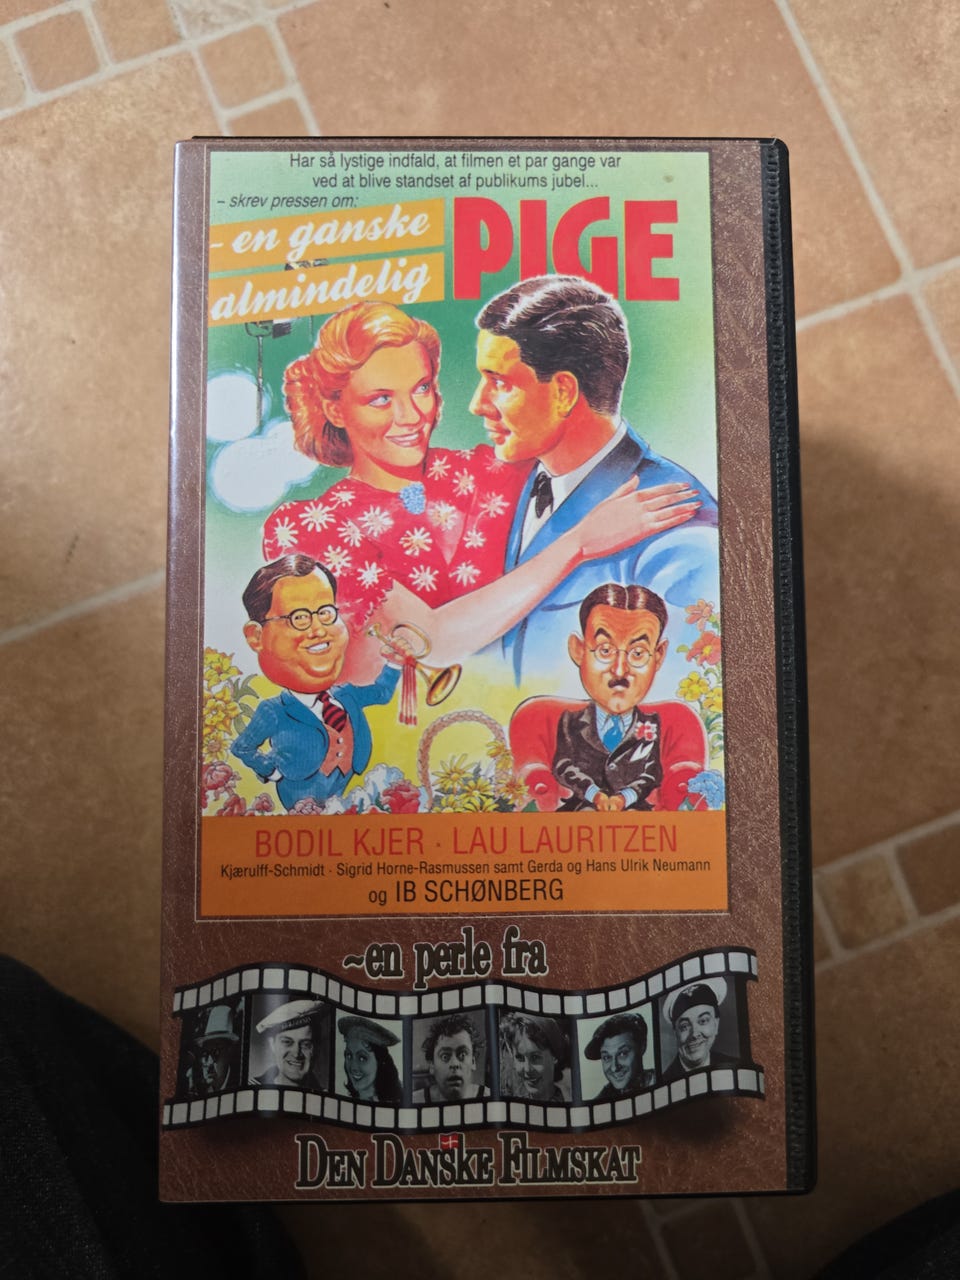 Har så lystige indfald, at filmen et par gange var
ved at blive standset af publikums jubel...
– skrev pressen om:
- en ganske
almindelig
PIGE
BODIL KJER · LAU LAURITZEN
Kjærulff-Schmidt · Sigrid Horne-Rasmussen samt Gerda og Hans Ulrik Neumann
og IB SCHØNBERG
~en perle fra
DEN DANSKE FILMSKAT